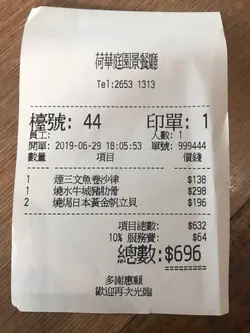 荷華庭園景餐廳
Tel:2653 1313
檯號: 44 印單: 1
員工: 人數: 1
開單: 2019-06-29 18:05:53 單號: 999444
數量 項目 價錢
1 煙三文魚卷沙律 $138
1 燒水牛城豬肋骨 $298
2 燒焗日本黃金帆立貝 $196
項目總數: $632
10% 服務費: $64
總數:$696
多謝惠顧
歡迎再次光臨